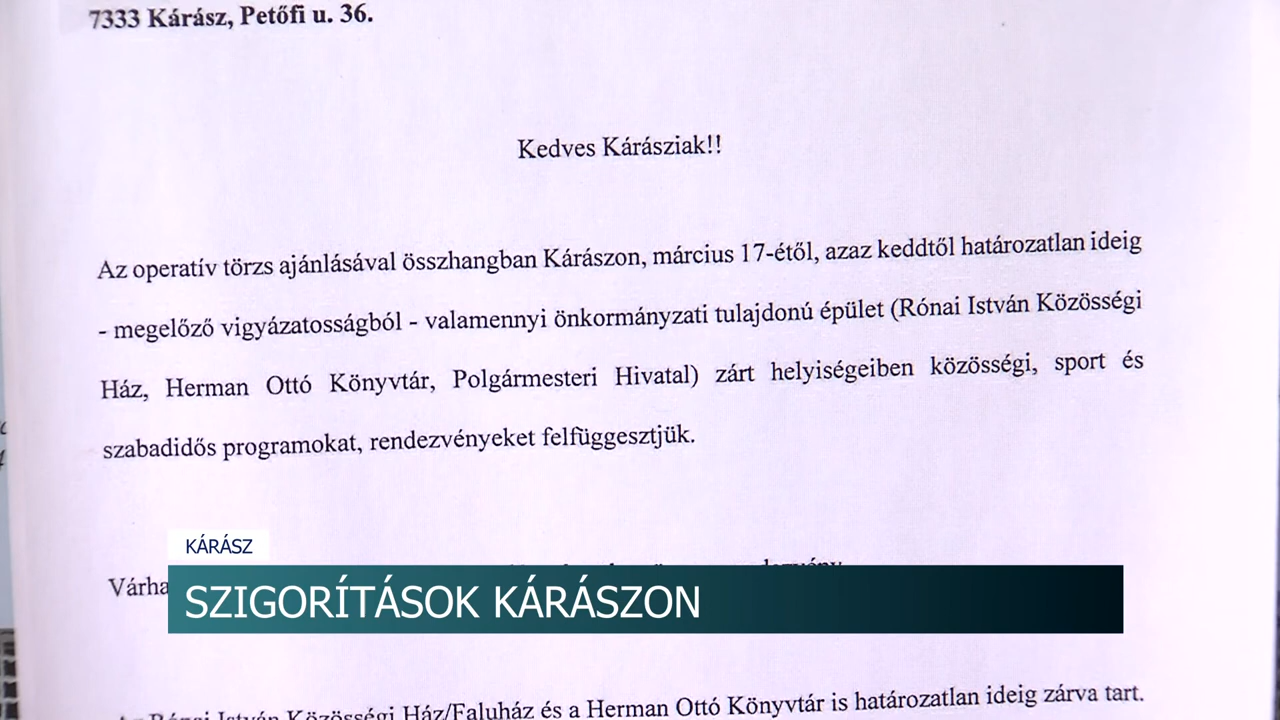 7333 Kárász, Petőfi u. 36.
Kedves Kárásziak!!
Az operatív törzs ajánlásával összhangban Kárászon, március 17-étől, azaz keddtől határozatlan ideig
- megelőző vigyázatosságból - valamennyi önkormányzati tulajdonú épület (Rónai István Közösségi
Ház, Herman Ottó Könyvtár, Polgármesteri Hivatal) zárt helyiségeiben közösségi, sport és
szabadidős programokat, rendezvényeket felfüggesztjük.
KÁRÁSZ
SZIGORÍTÁSOK KÁRÁSZON
Rónai István Közösségi Ház/Faluház és a Herman Ottó Könyvtár is határozatlan ideig zárva tart.